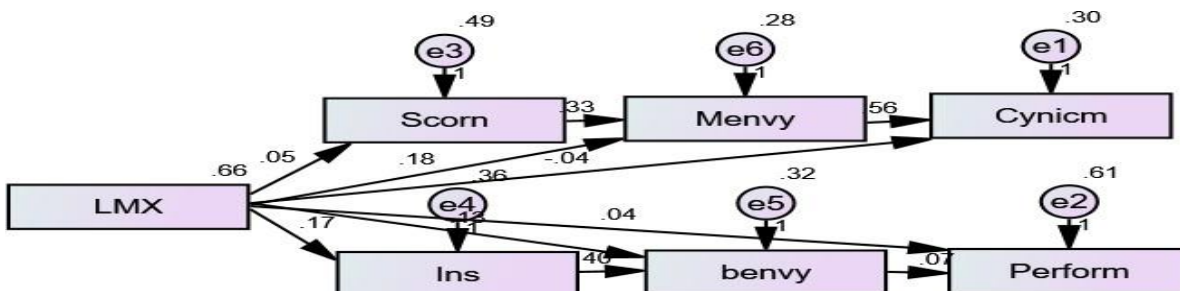 .49 .28 .30
e3 e6 e1
1 1 1
Scorn .33 Menvy .56 Cynicm
.66 .05 .18 -.04
LMX
.36 .32 .61
e4 e5 e2
.17 .13 .04
1 1 1
Ins .40 benvy .07 Perform